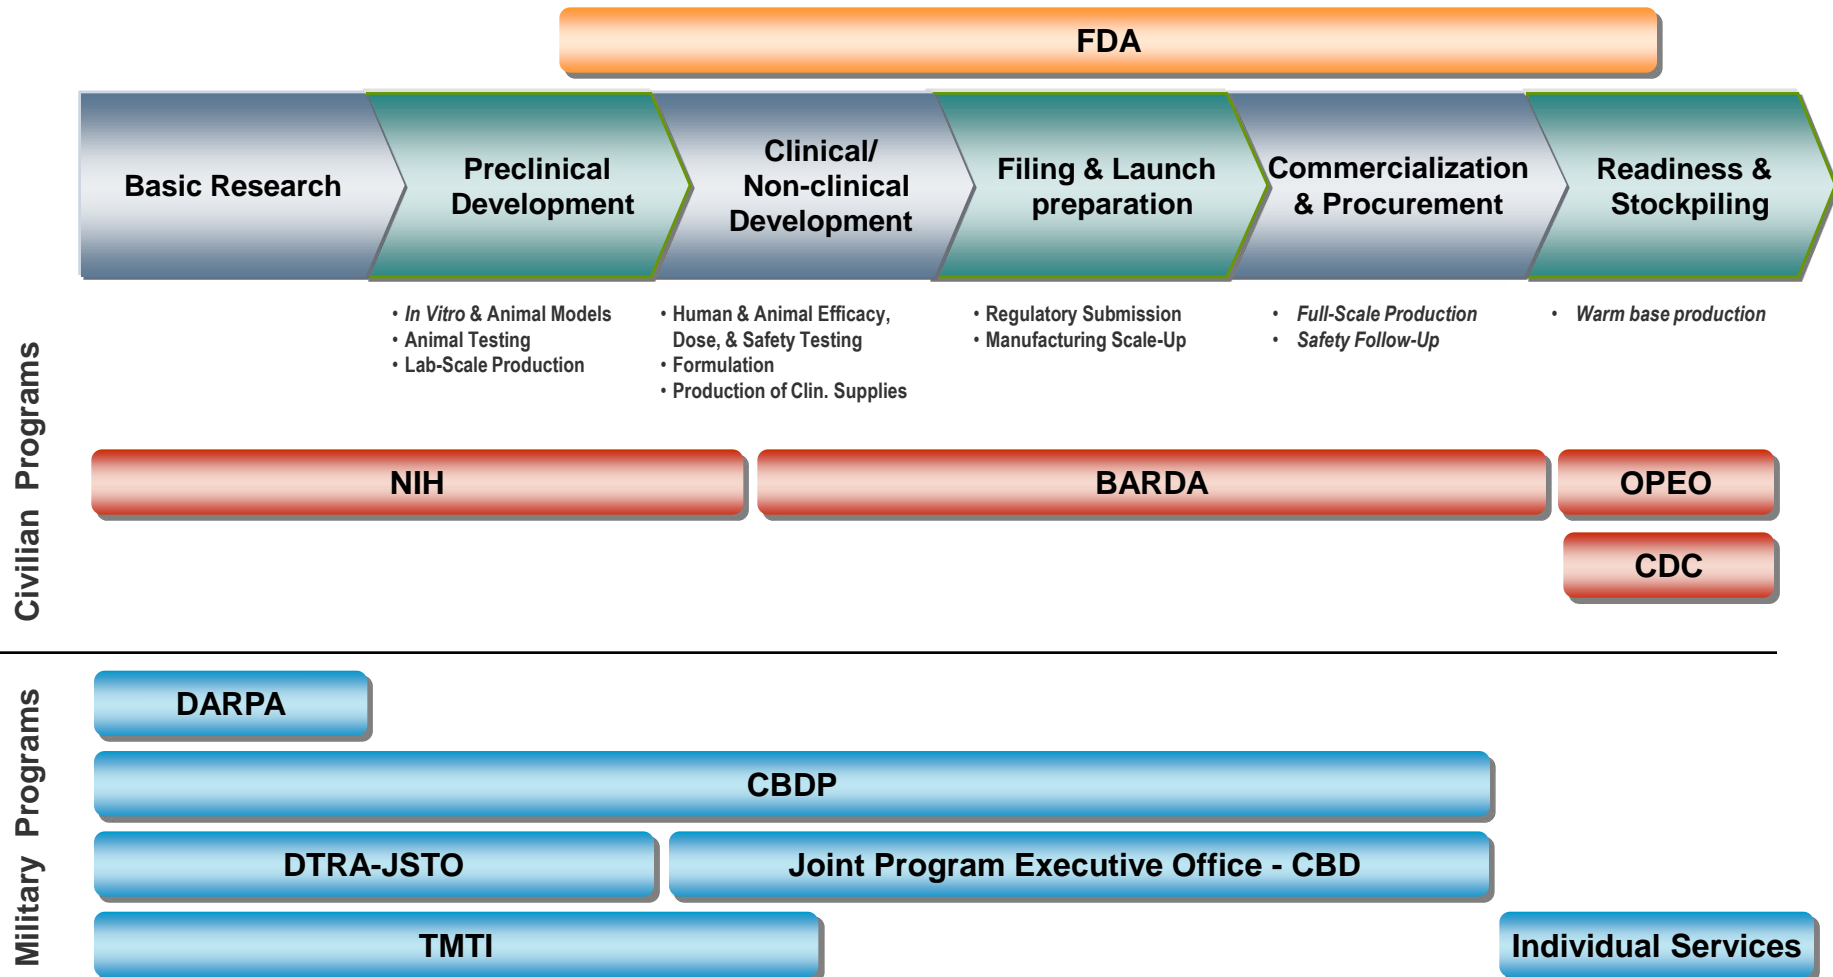 FDA
Basic Research
Preclinical
Development
Clinical/
Non-clinical
Development
Filing & Launch
preparation
Commercialization
& Procurement
Readiness &
Stockpiling
• In Vitro & Animal Models
• Animal Testing
• Lab-Scale Production
• Human & Animal Efficacy,
Dose, & Safety Testing
• Formulation
• Production of Clin. Supplies
• Regulatory Submission
• Manufacturing Scale-Up
• Full-Scale Production
• Safety Follow-Up
• Warm base production
Civilian Programs
NIH
BARDA
OPEO
CDC
Military Programs
DARPA
CBDP
DTRA-JSTO
Joint Program Executive Office - CBD
TMTI
Individual Services